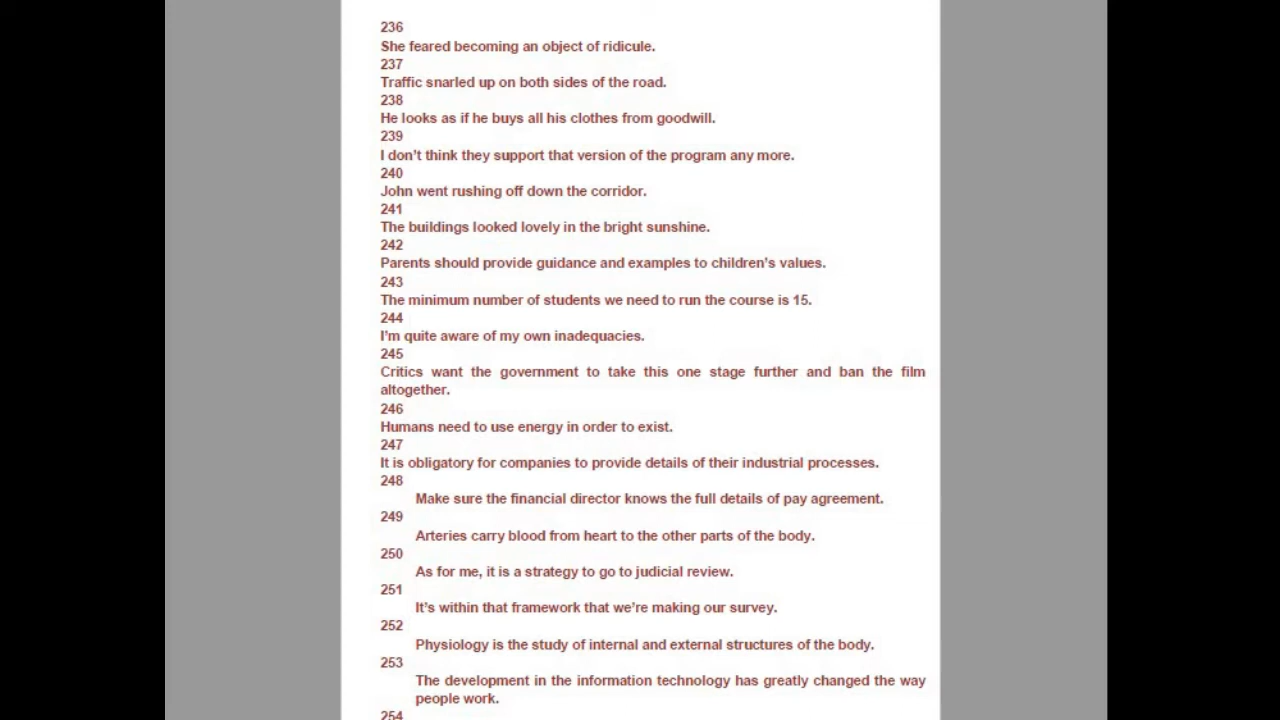 236
She feared becoming an object of ridicule.
237
Traffic snarled up on both sides of the road.
238
He looks as if he buys all his clothes from goodwill.
239
I don’t think they support that version of the program any more.
240
John went rushing off down the corridor.
241
The buildings looked lovely in the bright sunshine.
242
Parents should provide guidance and examples to children’s values.
243
The minimum number of students we need to run the course is 15.
244
I’m quite aware of my own inadequacies.
245
Critics want the government to take this one stage further and ban the film
altogether.
246
Humans need to use energy in order to exist.
247
It is obligatory for companies to provide details of their industrial processes.
248
Make sure the financial director knows the full details of pay agreement.
249
Arteries carry blood from heart to the other parts of the body.
250
As for me, it is a strategy to go to judicial review.
251
It’s within that framework that we’re making our survey.
252
Physiology is the study of internal and external structures of the body.
253
The development in the information technology has greatly changed the way
people work.
254